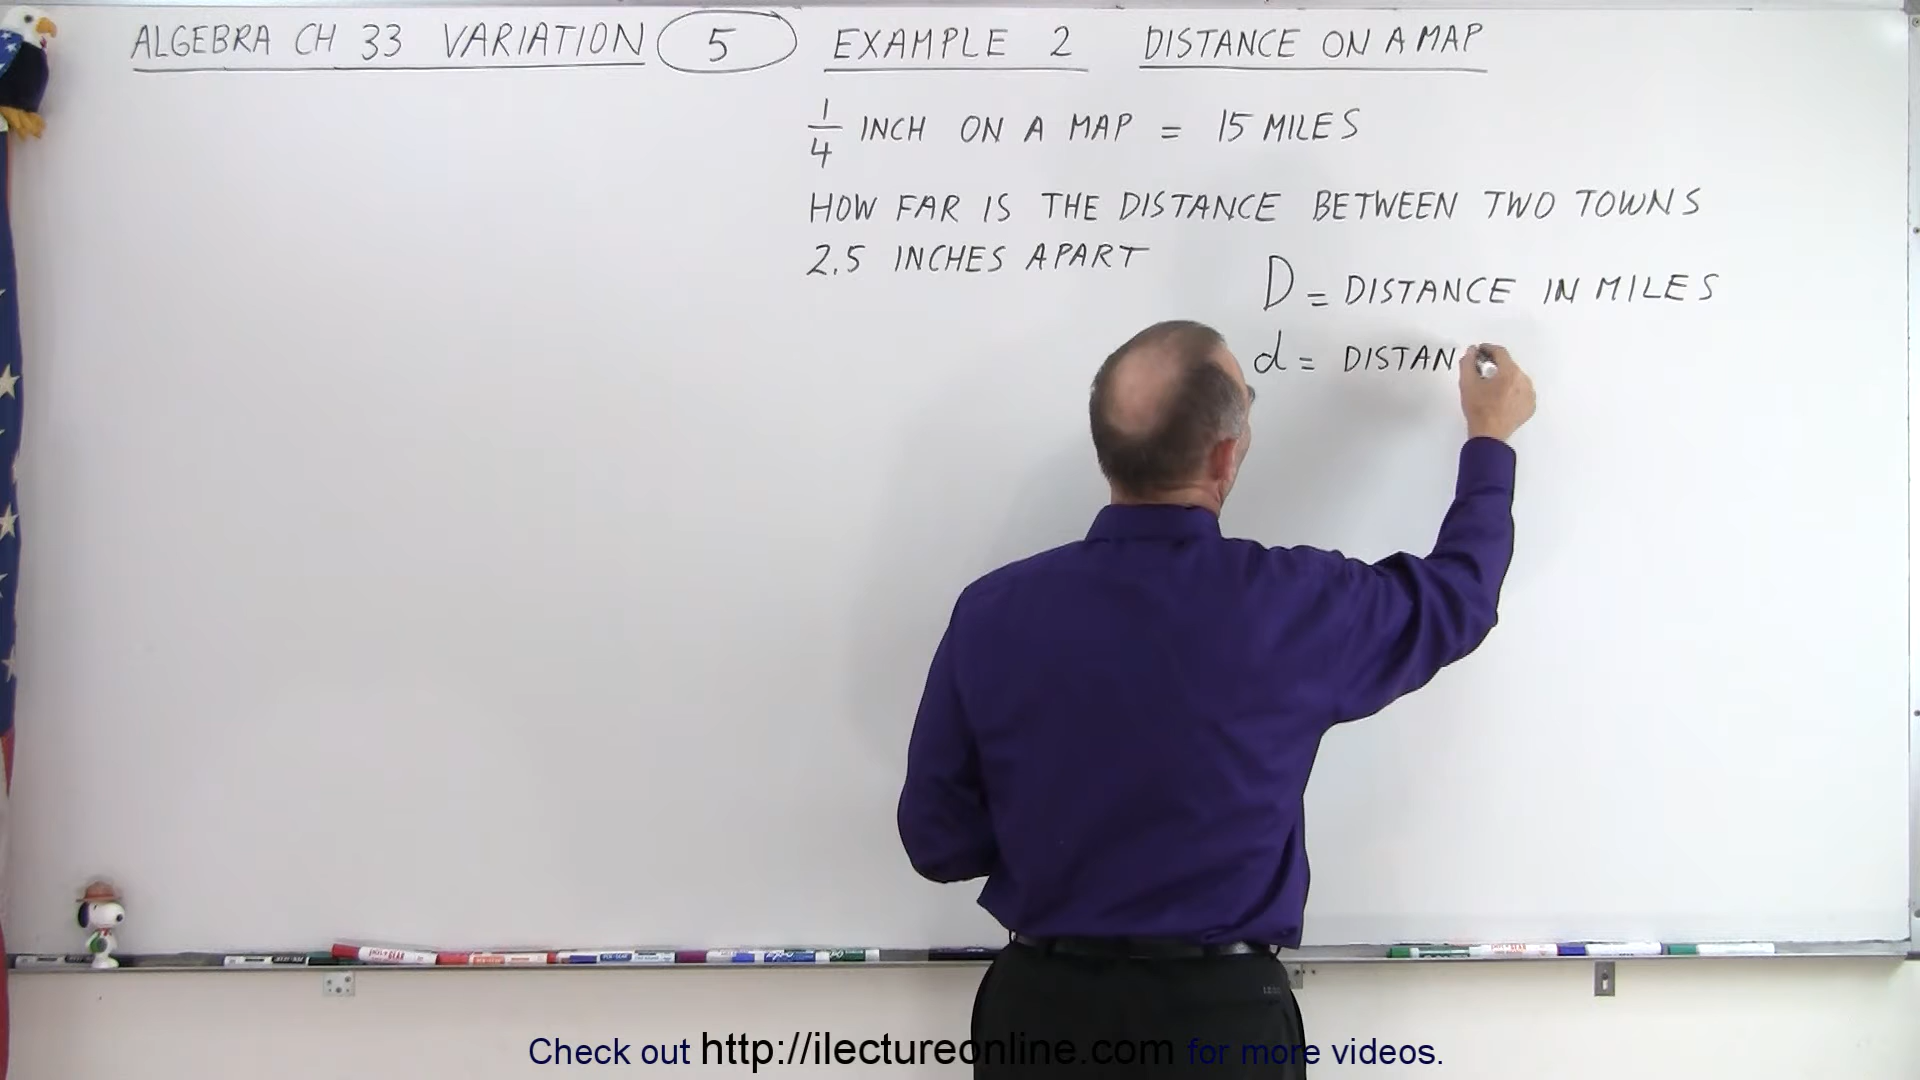 ALGEBRA CH 33 VARIATION 5 EXAMPLE 2 DISTANCE ON A MAP
1/4 INCH ON A MAP = 15 MILES
HOW FAR IS THE DISTANCE BETWEEN TWO TOWNS
2.5 INCHES APART
D = DISTANCE IN MILES
d = DISTAN
Check out http://ilectureonline.com for more videos.